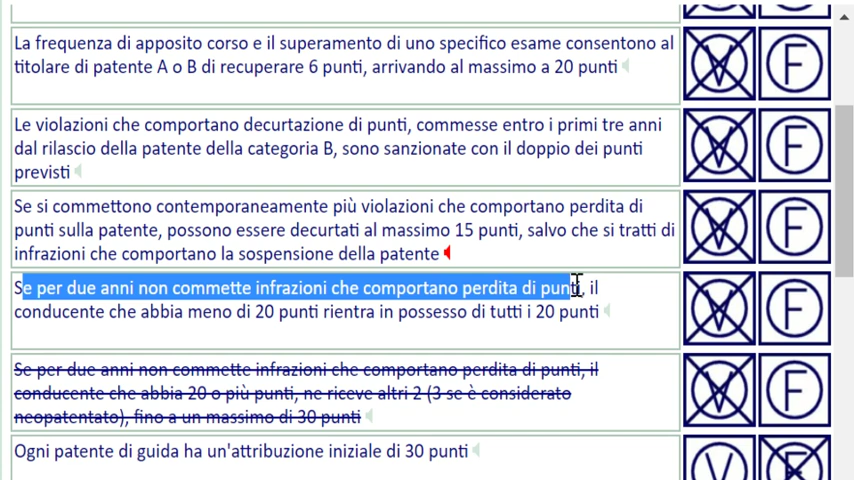 La frequenza di apposito corso e il superamento di uno specifico esame consentono al
titolare di patente A o B di recuperare 6 punti, arrivando al massimo a 20 punti
V F
Le violazioni che comportano decurtazione di punti, commesse entro i primi tre anni
dal rilascio della patente della categoria B, sono sanzionate con il doppio dei punti
previsti
V F
Se si commettono contemporaneamente più violazioni che comportano perdita di
punti sulla patente, possono essere decurtati al massimo 15 punti, salvo che si tratti di
infrazioni che comportano la sospensione della patente
V F
Se per due anni non commette infrazioni che comportano perdita di punti, il
conducente che abbia meno di 20 punti rientra in possesso di tutti i 20 punti
V F
Se per due anni non commette infrazioni che comportano perdita di punti, il
conducente che abbia 20 o più punti, ne riceve altri 2 (3 se è considerato
neopatentato), fino a un massimo di 30 punti
V F
Ogni patente di guida ha un'attribuzione iniziale di 30 punti
V F